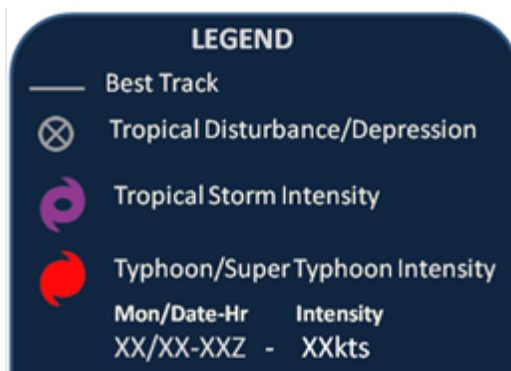 LEGEND
Best Track
Tropical Disturbance/Depression
Tropical Storm Intensity
Typhoon/Super Typhoon Intensity
Mon/Date-Hr Intensity
XX/XX-XXZ - XXkts